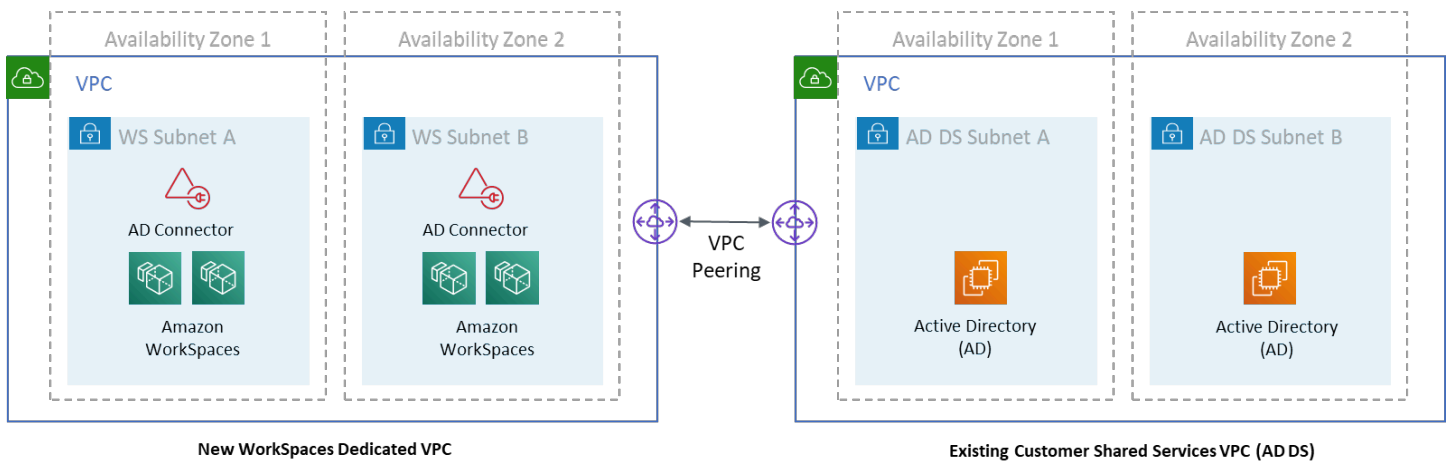 Availability Zone 1
Availability Zone 2
VPC
WS Subnet A
WS Subnet B
AD Connector
AD Connector
Amazon
WorkSpaces
Amazon
WorkSpaces
New WorkSpaces Dedicated VPC
VPC
Peering
Availability Zone 1
Availability Zone 2
VPC
AD DS Subnet A
AD DS Subnet B
Active Directory
(AD)
Active Directory
(AD)
Existing Customer Shared Services VPC (AD DS)